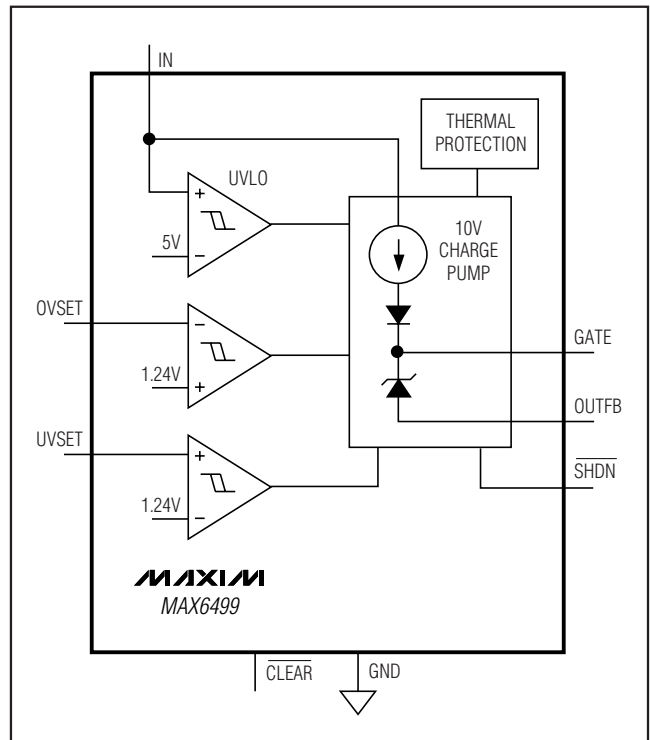 IN
THERMAL
PROTECTION
UVLO
+
5V
−
10V
CHARGE
PUMP
OVSET
−
1.24V
+
GATE
OUTFB
UVSET
+
SHDN
1.24V
−
MAXIM
MAX6499
CLEAR
GND